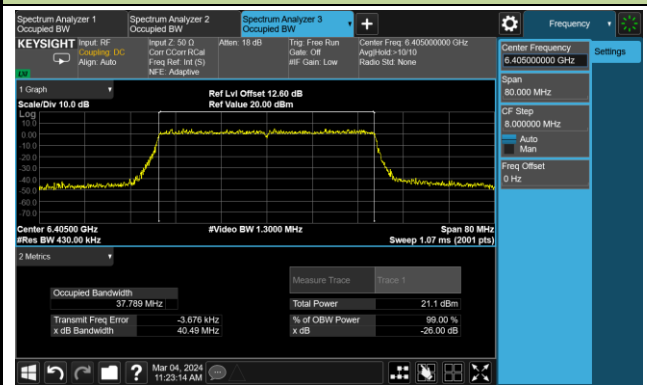 Spectrum Analyzer 1
Occupied BW
Spectrum Analyzer 2
Occupied BW
Spectrum Analyzer 3
Occupied BW
Frequency
KEYSIGHT
Input: RF
Coupling: DC
Align: Auto
Input Z: 50 Ω
Corr CCorr RCal
Freq Ref: Int (S)
NFE: Adaptive
Atten: 18 dB
Trig: Free Run
Gate: Off
#IF Gain: Low
Center Freq: 6.405000000 GHz
Avg|Hold:>10/10
Radio Std: None
Center Frequency
6.405000000 GHz
Settings
Span
80.000 MHz
CF Step
8.000000 MHz
Auto
Man
Freq Offset
0 Hz
1 Graph
Scale/Div 10.0 dB
Ref Lvl Offset 12.60 dB
Ref Value 20.00 dBm
Log
10.0
0.00
-10.0
-20.0
-30.0
-40.0
-50.0
-60.0
-70.0
Center 6.40500 GHz
#Res BW 430.00 kHz
#Video BW 1.3000 MHz
Span 80 MHz
Sweep 1.07 ms (2001 pts)
2 Metrics
Measure Trace
Trace 1
Occupied Bandwidth
37.789 MHz
Total Power
21.1 dBm
Transmit Freq Error
-3.676 kHz
% of OBW Power
99.00 %
x dB Bandwidth
40.49 MHz
x dB
-26.00 dB
Mar 04, 2024
11:23:14 AM